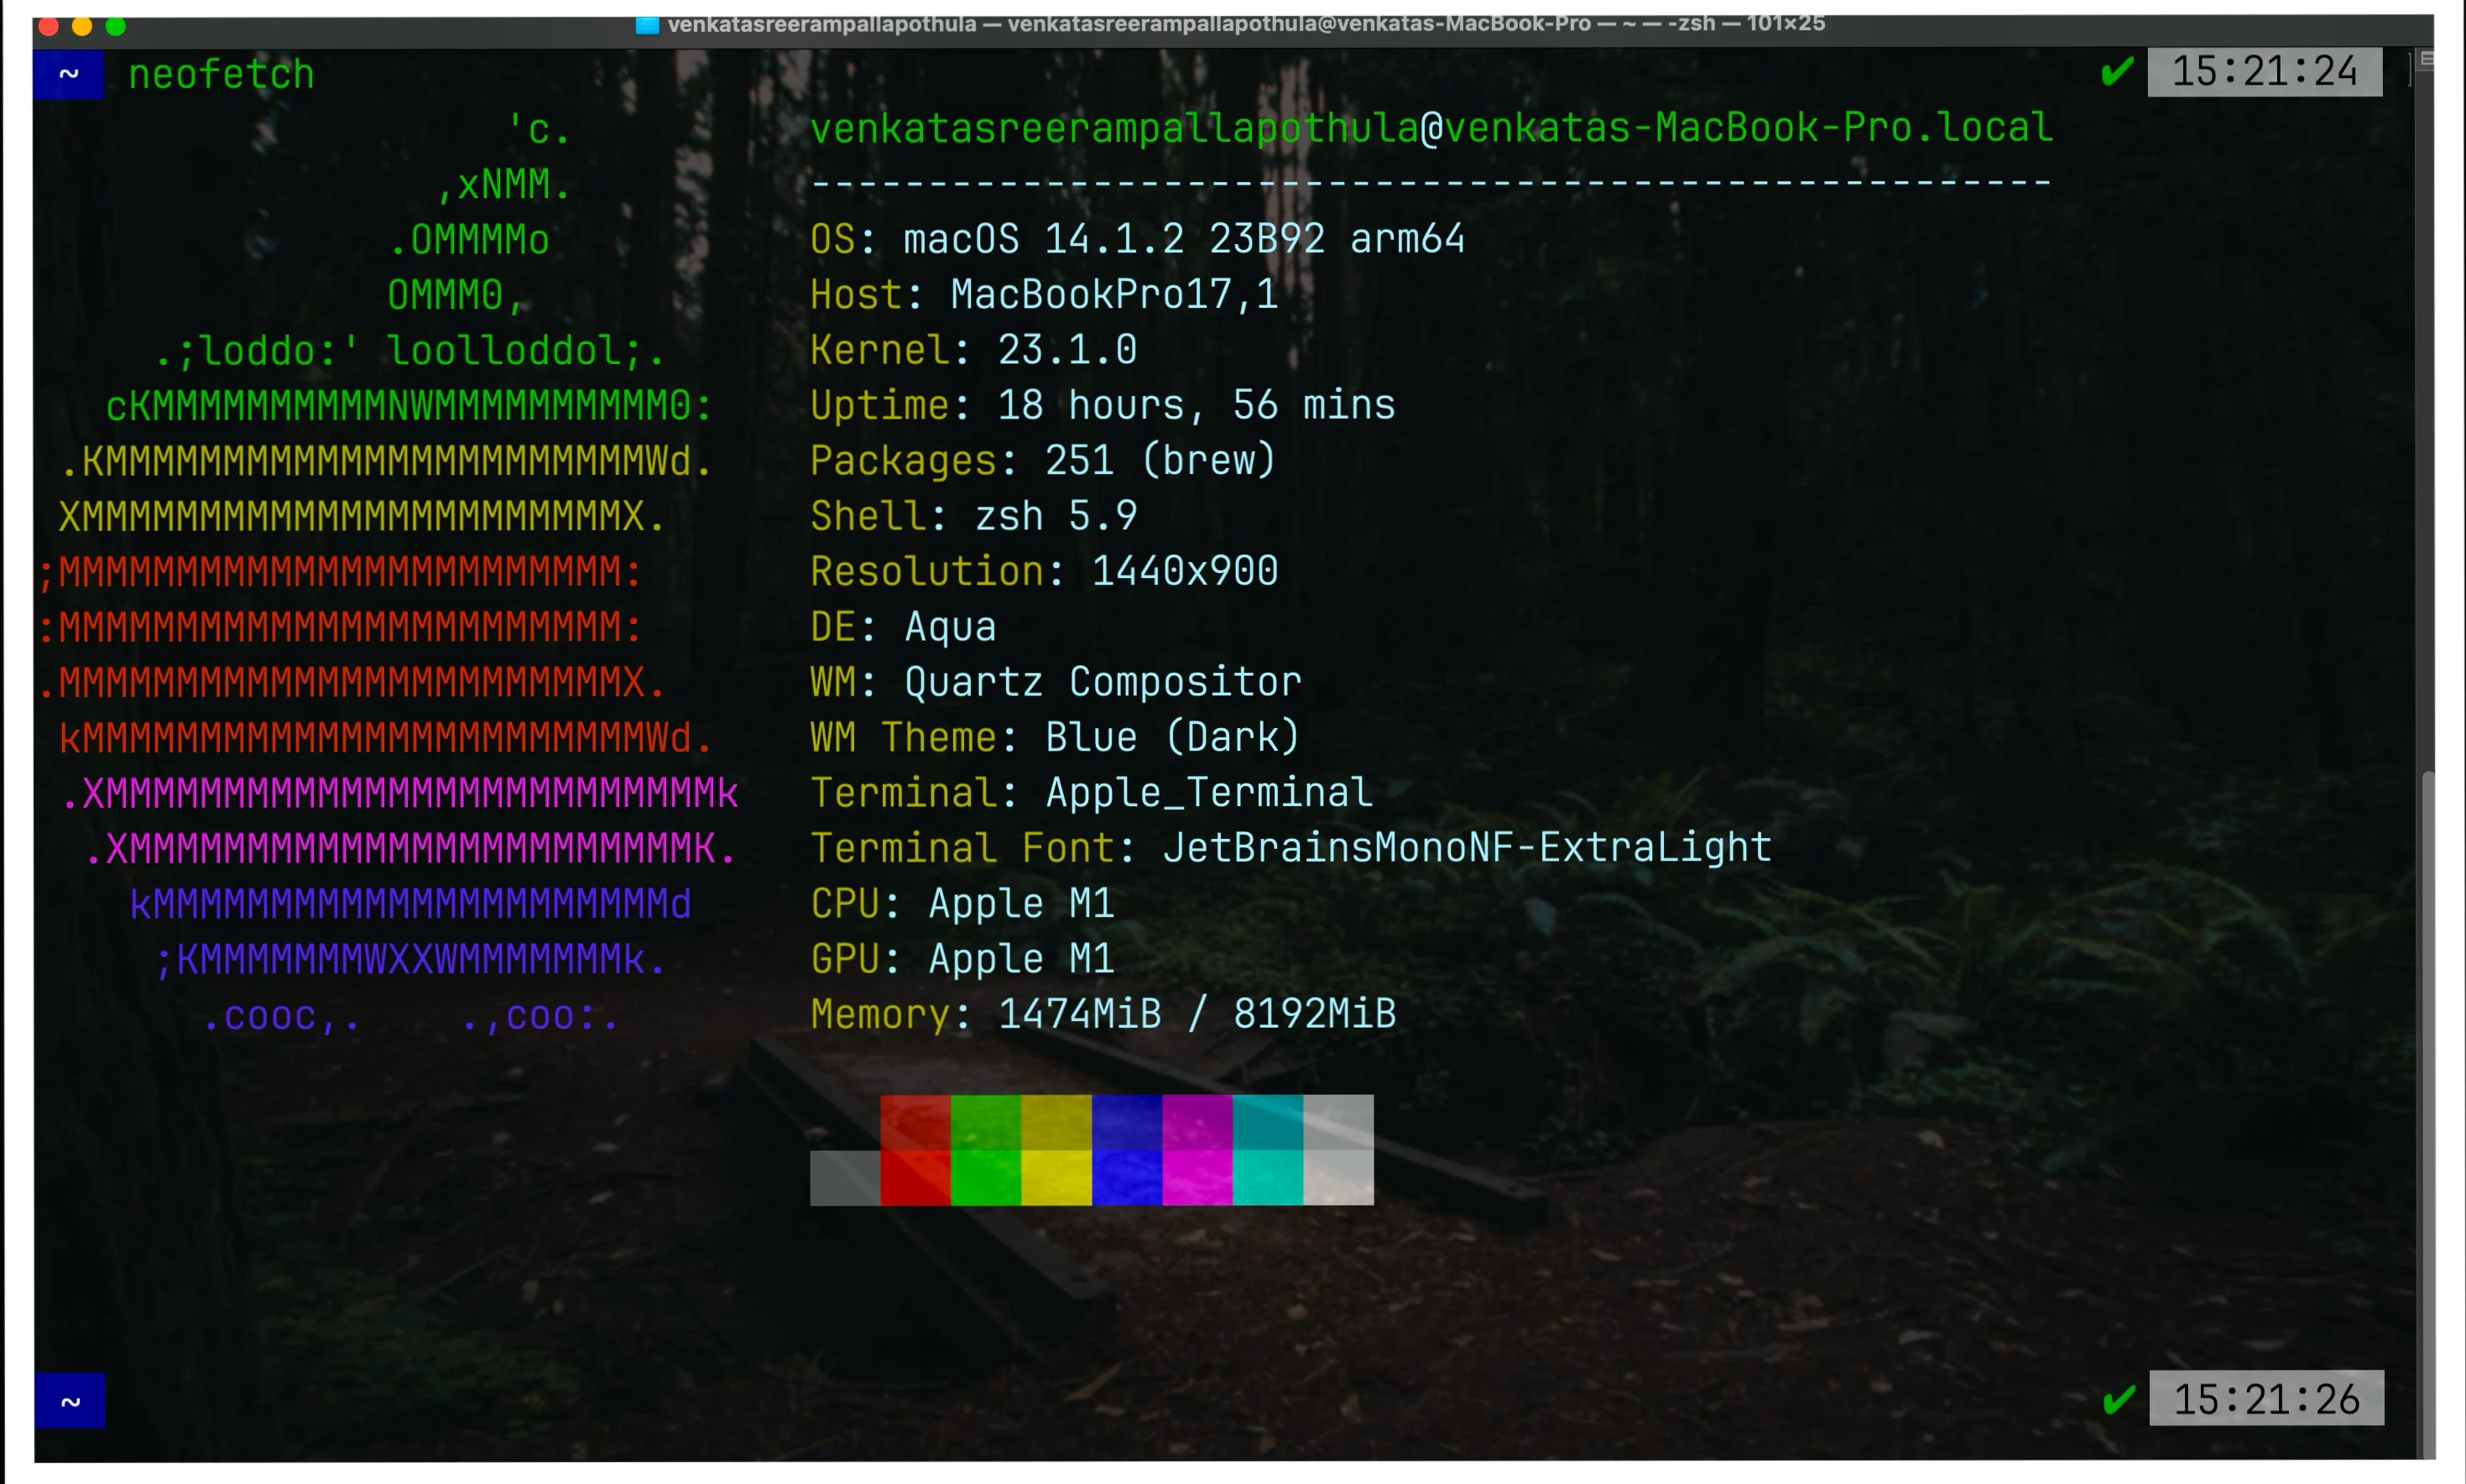 venkatasreerampallapothula — venkatasreerampallapothula@venkatas-MacBook-Pro — ~ — -zsh — 101×25
~ neofetch ✔ 15:21:24
'c. venkatasreerampallapothula@venkatas-MacBook-Pro.local
,xNMM. -----------------------------------------------------
.OMMMMo OS: macOS 14.1.2 23B92 arm64
OMMM0, Host: MacBookPro17,1
.;loddo:' loolloddol;. Kernel: 23.1.0
cKMMMMMMMMMMNWMMMMMMMMMM0: Uptime: 18 hours, 56 mins
.KMMMMMMMMMMMMMMMMMMMMMMMWd. Packages: 251 (brew)
XMMMMMMMMMMMMMMMMMMMMMMMX. Shell: zsh 5.9
;MMMMMMMMMMMMMMMMMMMMMMMM: Resolution: 1440x900
:MMMMMMMMMMMMMMMMMMMMMMMM: DE: Aqua
.MMMMMMMMMMMMMMMMMMMMMMMMX. WM: Quartz Compositor
kMMMMMMMMMMMMMMMMMMMMMMMMWd. WM Theme: Blue (Dark)
.XMMMMMMMMMMMMMMMMMMMMMMMMMMk Terminal: Apple_Terminal
.XMMMMMMMMMMMMMMMMMMMMMMMMK. Terminal Font: JetBrainsMonoNF-ExtraLight
kMMMMMMMMMMMMMMMMMMMMMMd CPU: Apple M1
;KMMMMMMMWXXWMMMMMMMk. GPU: Apple M1
.cooc,. .,coo:. Memory: 1474MiB / 8192MiB
~ ✔ 15:21:26